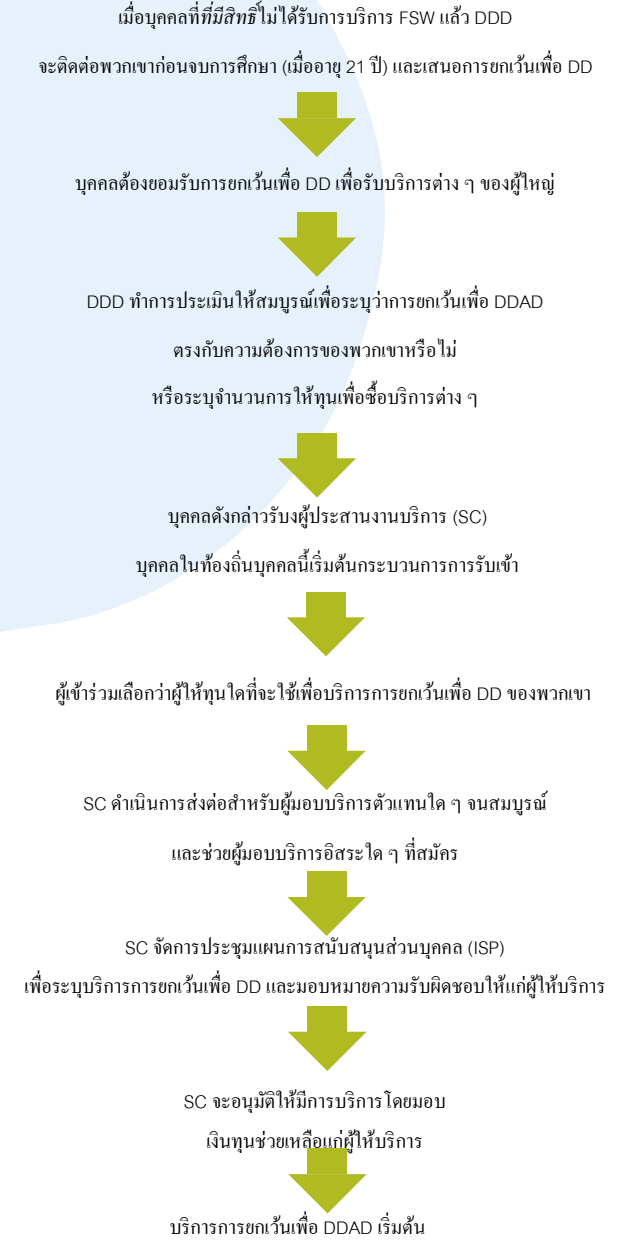 เมื่อบุคคลที่ที่มีสิทธิ์ไม่ได้รับการบริการ FSW แล้ว DDD
จะติดต่อพวกเขาก่อนจบการศึกษา (เมื่ออายุ 21 ปี) และเสนอการยกเว้นเพื่อ DD
บุคคลต้องยอมรับการยกเว้นเพื่อ DD เพื่อรับบริการต่าง ๆ ของผู้ใหญ่
DDD ทำการประเมินให้สมบูรณ์เพื่อระบุว่าการยกเว้นเพื่อ DDAD
ตรงกับความต้องการของพวกเขาหรือไม่
หรือระบุจำนวนการให้ทุนเพื่อซื้อบริการต่าง ๆ
บุคคลดังกล่าวรับงผู้ประสานงานบริการ (SC)
บุคคลในท้องถิ่นบุคคลนี้เริ่มต้นกระบวนการการรับเข้า
ผู้เข้าร่วมเลือกว่าผู้ให้ทุนใดที่จะใช้เพื่อบริการการยกเว้นเพื่อ DD ของพวกเขา
SC ดำเนินการส่งต่อสำหรับผู้มอบบริการตัวแทนใด ๆ จนสมบูรณ์
และช่วยผู้มอบบริการอิสระใด ๆ ที่สมัคร
SC จัดการประชุมแผนการสนับสนุนส่วนบุคคล (ISP)
เพื่อระบุบริการการยกเว้นเพื่อ DD และมอบหมายความรับผิดชอบให้แก่ผู้ให้บริการ
SC จะอนุมัติให้มีการบริการโดยมอบ
เงินทุนช่วยเหลือแก่ผู้ให้บริการ
บริการการยกเว้นเพื่อ DDAD เริ่มต้น